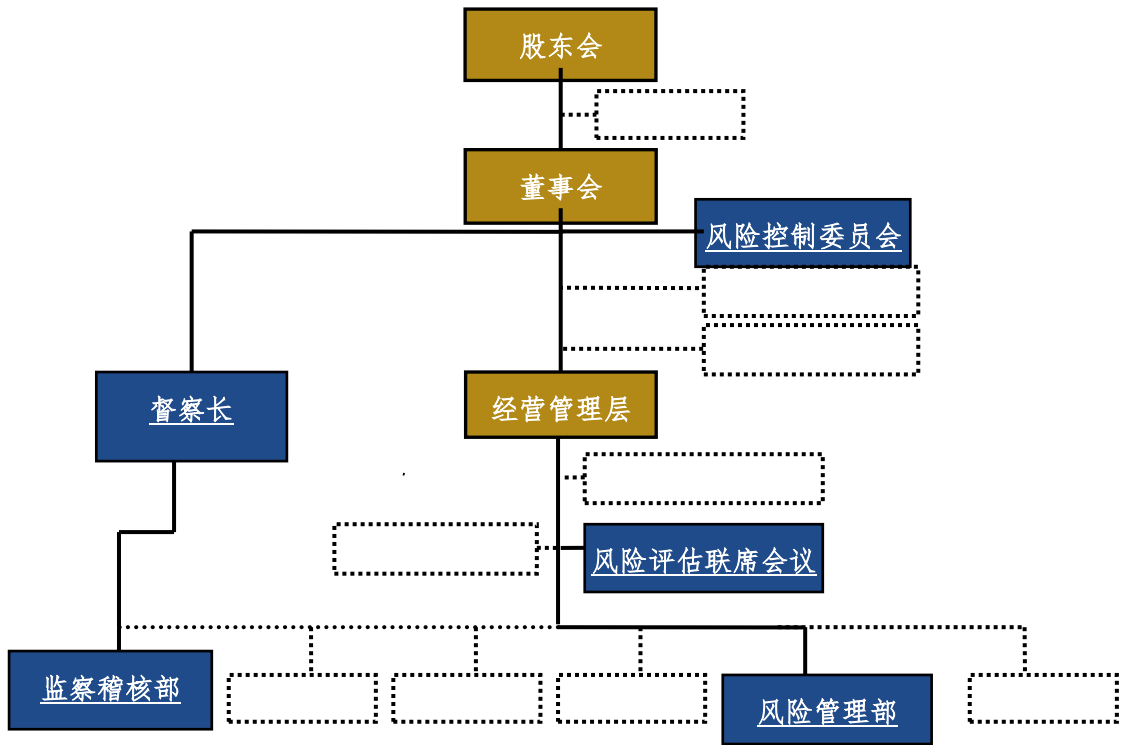 股东会
董事会
风险控制委员会
督察长
经营管理层
风险评估联席会议
监察稽核部
风险管理部